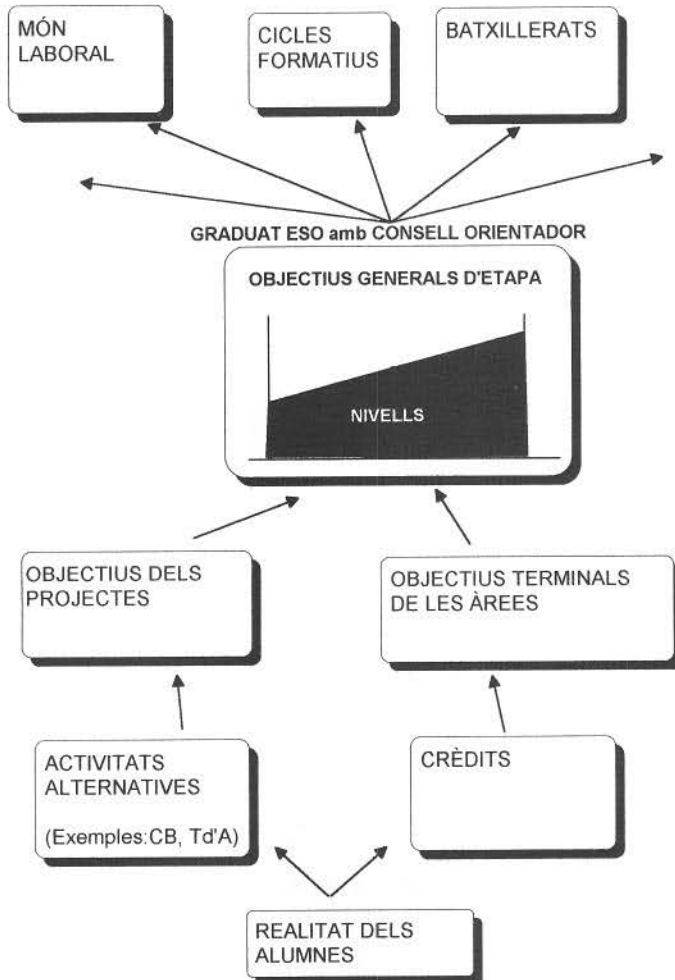 MÓN
LABORAL
CICLES
FORMATIUS
BATXILLERATS
GRADUAT ESO amb CONSELL ORIENTADOR
OBJECTIUS GENERALS D'ETAPA
NIVELLS
OBJECTIUS DELS
PROJECTES
OBJECTIUS TERMINALS
DE LES ÀREES
ACTIVITATS
ALTERNATIVES
(Exemples:CB, Td'A)
CRÈDITS
REALITAT DELS
ALUMNES